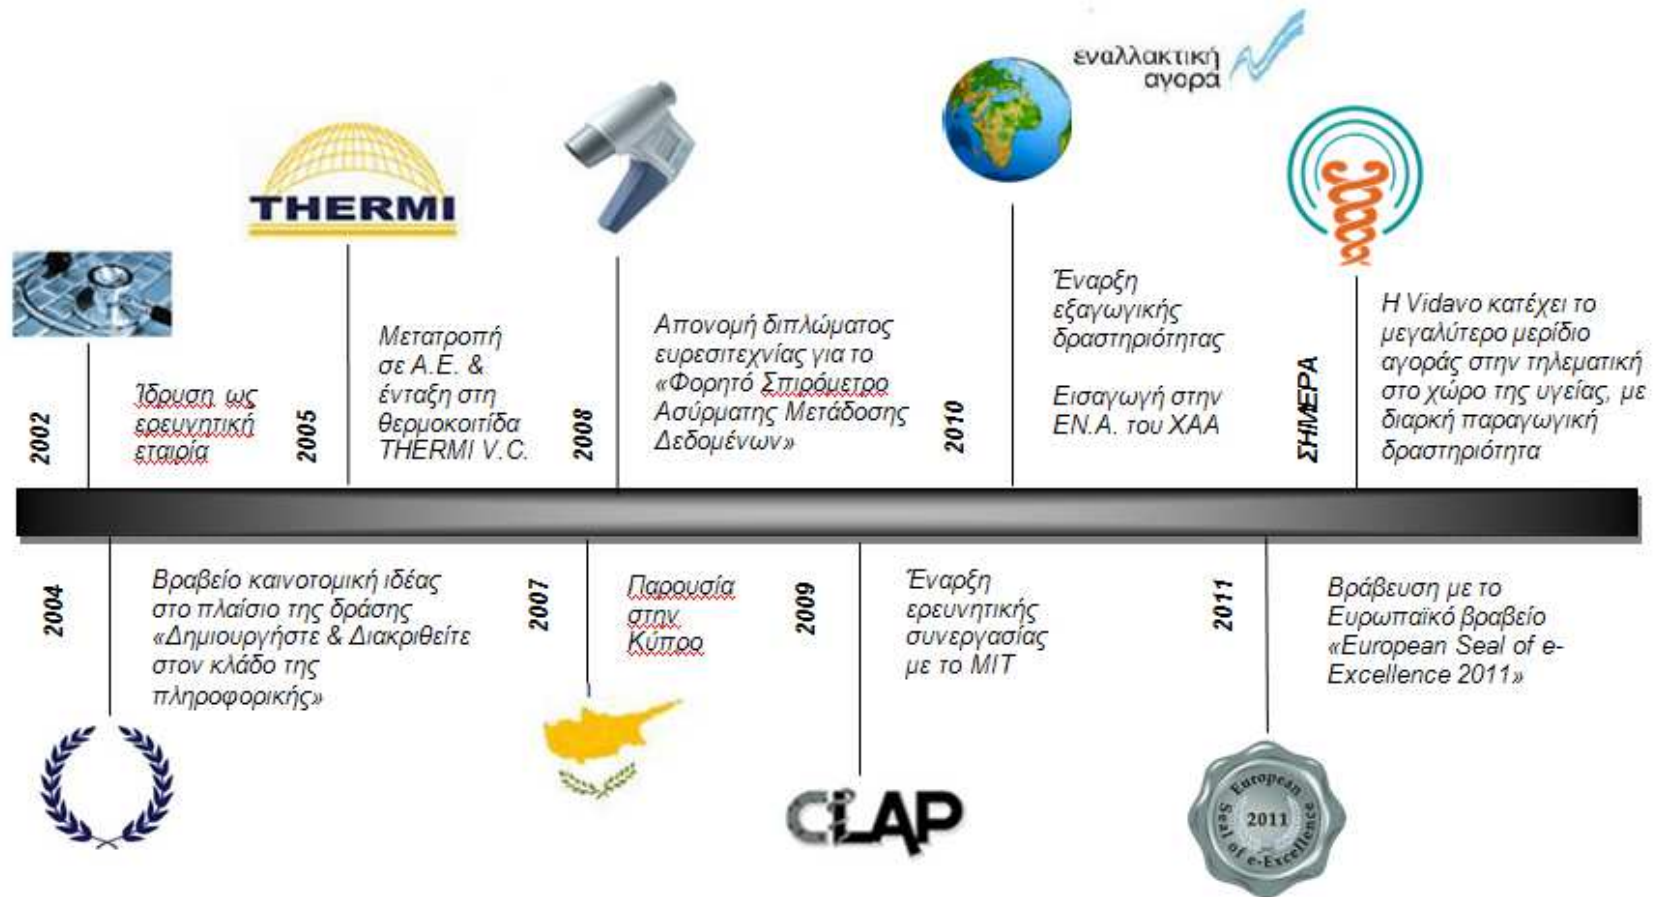 εναλλακτική
αγορά
THERMI
2002
Ίδρυση ως
ερευνητική
εταιρία
2005
Μετατροπή
σε Α.Ε. &
ένταξη στη
θερμοκοιτίδα
THERMI V.C.
2008
Απονομή διπλώματος
ευρεσιτεχνίας για το
«Φορητό Σπιρόμετρο
Ασύρματης Μετάδοσης
Δεδομένων»
2010
Έναρξη
εξαγωγικής
δραστηριότητας
Εισαγωγή στην
ΕΝ.Α. του ΧΑΑ
ΣΗΜΕΡΑ
Η Vidavo κατέχει το
μεγαλύτερο μερίδιο
αγοράς στην τηλεματική
στο χώρο της υγείας, με
διαρκή παραγωγική
δραστηριότητα
2004
Βραβείο καινοτομική ιδέας
στο πλαίσιο της δράσης
«Δημιουργήστε & Διακριθείτε
στον κλάδο της
πληροφορικής»
2007
Παρουσία
στην
Κύπρο
2009
Έναρξη
ερευνητικής
συνεργασίας
με το MIT
CLAP
2011
Βράβευση με το
Ευρωπαϊκό βραβείο
«European Seal of e-
Excellence 2011»
European
2011
Seal of e-Excellence